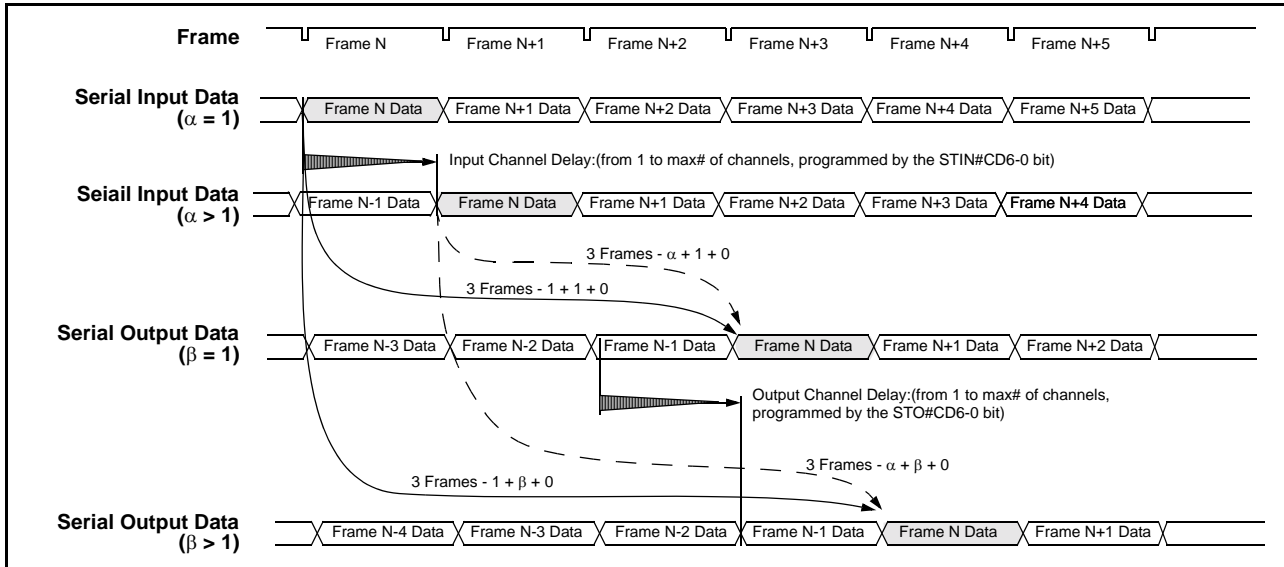 Frame
Frame N Frame N+1 Frame N+2 Frame N+3 Frame N+4 Frame N+5
Serial Input Data
(α = 1)
Frame N Data Frame N+1 Data Frame N+2 Data Frame N+3 Data Frame N+4 Data Frame N+5 Data
Input Channel Delay:(from 1 to max# of channels, programmed by the STIN#CD6-0 bit)
Seiail Input Data
(α > 1)
Frame N-1 Data Frame N Data Frame N+1 Data Frame N+2 Data Frame N+3 Data Frame N+4 Data
3 Frames - α + 1 + 0
3 Frames - 1 + 1 + 0
Serial Output Data
(β = 1)
Frame N-3 Data Frame N-2 Data Frame N-1 Data Frame N Data Frame N+1 Data Frame N+2 Data
Output Channel Delay:(from 1 to max# of channels,
programmed by the STO#CD6-0 bit)
3 Frames - α + β + 0
3 Frames - 1 + β + 0
Serial Output Data
(β > 1)
Frame N-4 Data Frame N-3 Data Frame N-2 Data Frame N-1 Data Frame N Data Frame N+1 Data